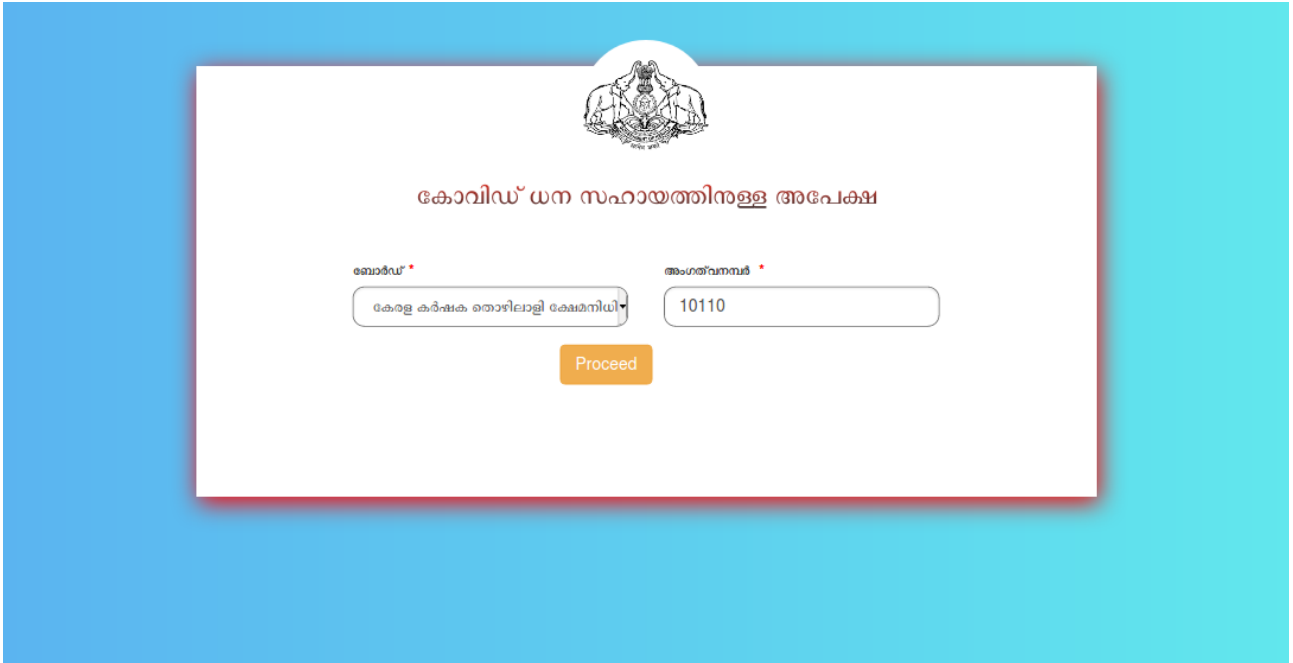 കോവിഡ് ധന സഹായത്തിനുള്ള അപേക്ഷ
ബോർഡ് *
അംഗത്വനമ്പർ *
കേരള കർഷക തൊഴിലാളി ക്ഷേമനിധി
10110
Proceed